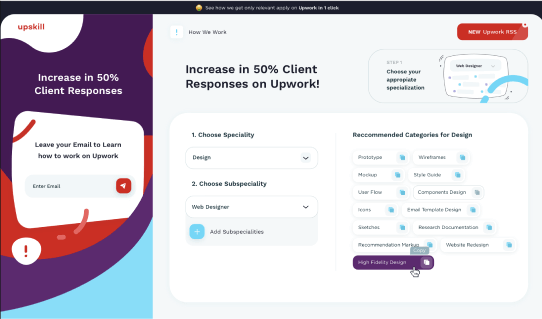 See how we get only relevant apply on Upwork in 1 click
upskill
How We Work
NEW Upwork RSS
Increase in 50%
Client Responses
Increase in 50% Client
Responses on Upwork!
STEP 1
Choose your
appropiate
specialization
Web Designer
Leave your Email to Learn
how to work on Upwork
Enter Email
1. Choose Speciality
Design
2. Choose Subspeciality
Web Designer
Add Subspecialities
Recommended Categories for Design
Prototype
Wireframes
Mockup
Style Guide
User Flow
Components Design
Icons
Email Template Design
Sketches
Research Documentation
Recommendation Markup
Website Redesign
High Fidelity Design